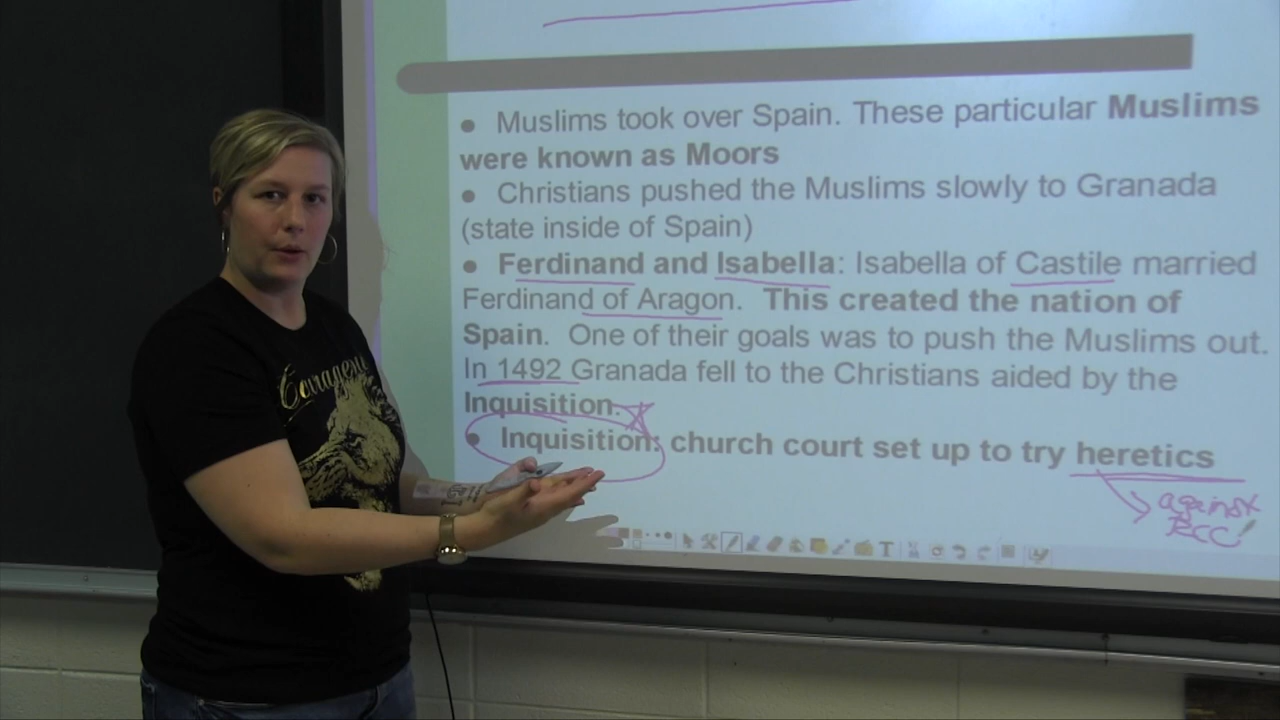 • Muslims took over Spain. These particular Muslims
were known as Moors
• Christians pushed the Muslims slowly to Granada
(state inside of Spain)
• Ferdinand and Isabella: Isabella of Castile married
Ferdinand of Aragon. This created the nation of
Spain. One of their goals was to push the Muslims out.
In 1492 Granada fell to the Christians aided by the
Inquisition.
• Inquisition: church court set up to try heretics
against
RCC
Courageous